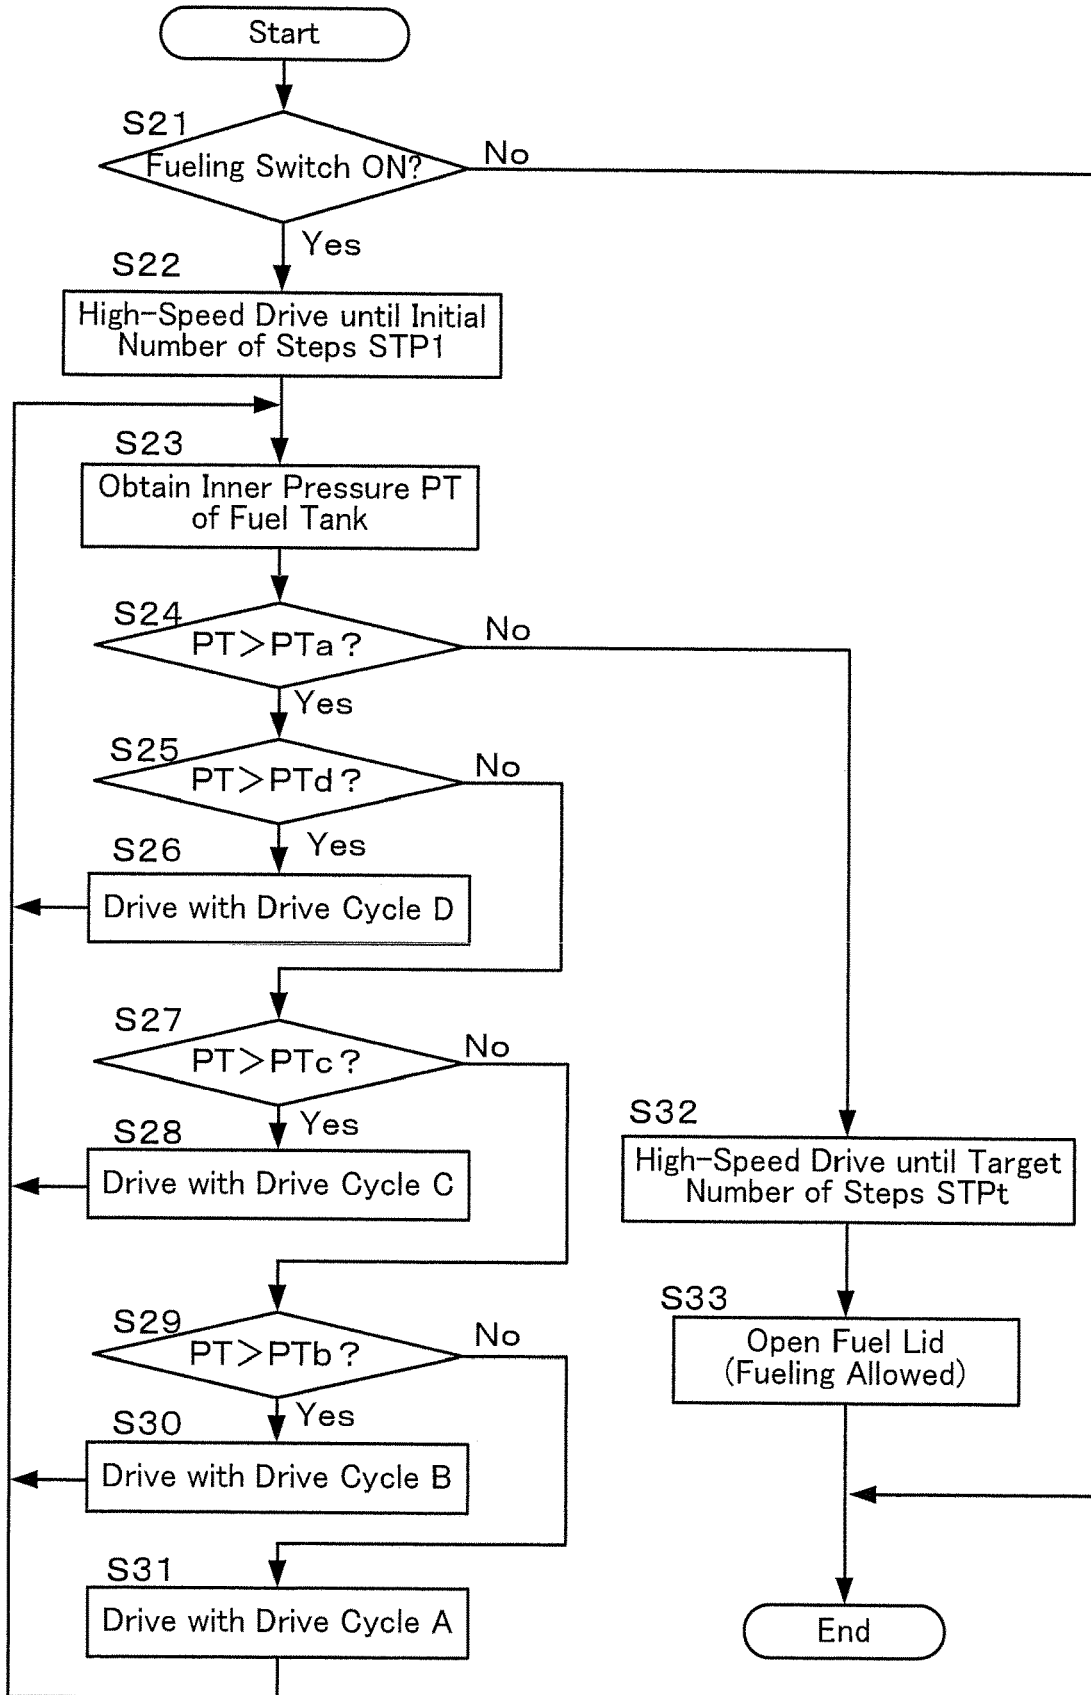 Start
S21
Fueling Switch ON?
No
Yes
S22
High-Speed Drive until Initial
Number of Steps STP1
S23
Obtain Inner Pressure PT
of Fuel Tank
S24
PT>PTa?
No
Yes
S25
PT>PTd?
No
Yes
S26
Drive with Drive Cycle D
S27
PT>PTc?
No
Yes
S28
Drive with Drive Cycle C
S29
PT>PTb?
No
Yes
S30
Drive with Drive Cycle B
S31
Drive with Drive Cycle A
S32
High-Speed Drive until Target
Number of Steps STPt
S33
Open Fuel Lid
(Fueling Allowed)
End